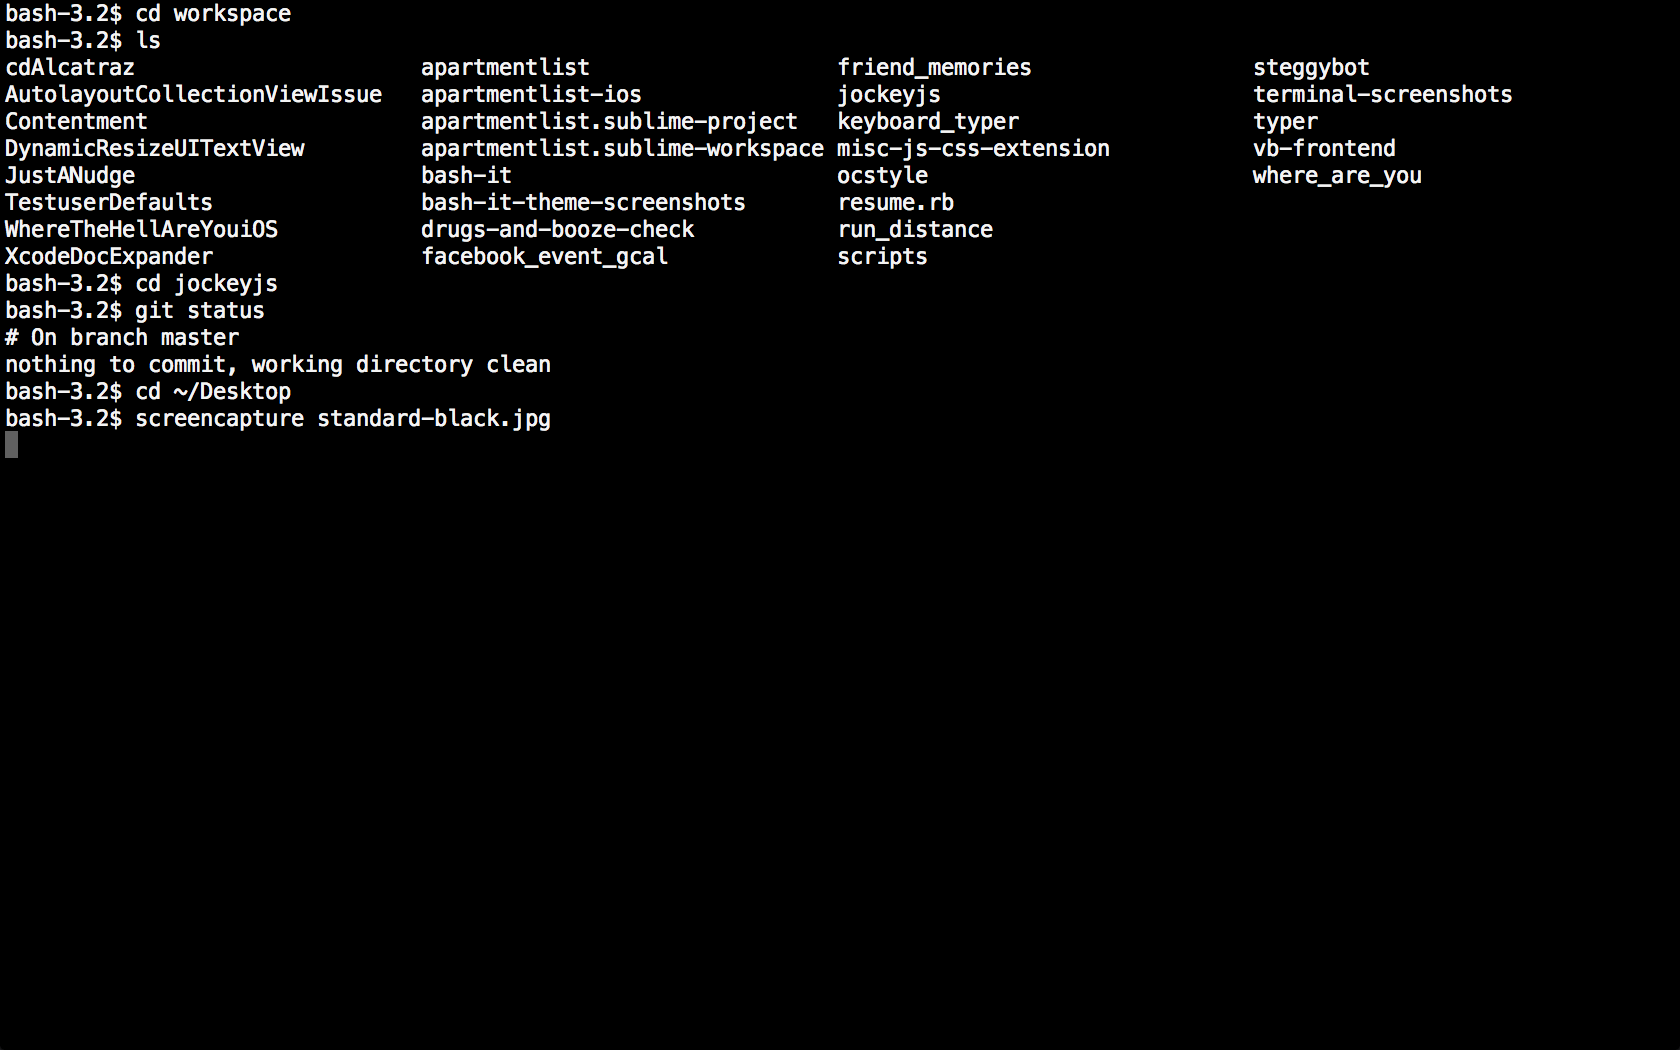 bash-3.2$ cd workspace
bash-3.2$ ls
cdAlcatraz apartmentlist friend_memories steggybot
AutolayoutCollectionViewIssue apartmentlist-ios jockeyjs terminal-screenshots
Contentment apartmentlist.sublime-project keyboard_typer typer
DynamicResizeUITextView apartmentlist.sublime-workspace misc-js-css-extension vb-frontend
JustANudge bash-it ocstyle where_are_you
TestuserDefaults bash-it-theme-screenshots resume.rb
WhereTheHellAreYouiOS drugs-and-booze-check run_distance
XcodeDocExpander facebook_event_gcal scripts
bash-3.2$ cd jockeyjs
bash-3.2$ git status
# On branch master
nothing to commit, working directory clean
bash-3.2$ cd ~/Desktop
bash-3.2$ screencapture standard-black.jpg